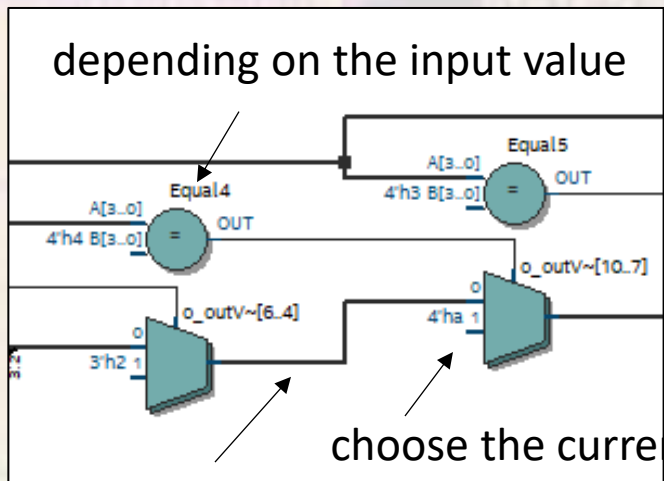 depending on the input value
Equal5
A[3..0]
OUT
4'h3 B[3..0]
Equal4
A[3..0]
OUT
4'h4 B[3..0]
o_outV~[10..7]
0
4'ha 1
o_outV~[6..4]
0
3'h2 1
choose the curre